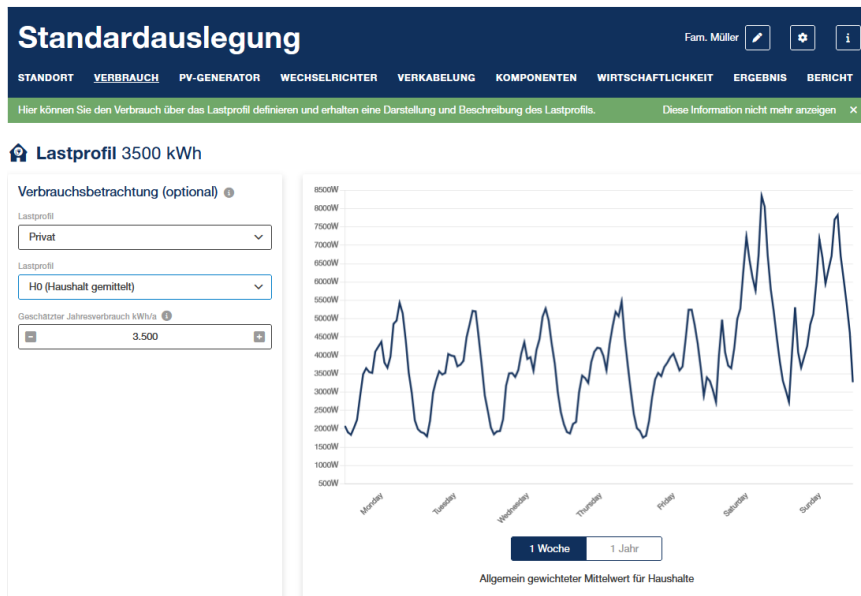 Standardauslegung
Fam. Müller
i
STANDORT VERBRAUCH PV-GENERATOR WECHSELRICHTER VERKABELUNG KOMPONENTEN WIRTSCHAFTLICHKEIT ERGEBNIS BERICHT
Hier können Sie den Verbrauch über das Lastprofil definieren und erhalten eine Darstellung und Beschreibung des Lastprofils. Diese Information nicht mehr anzeigen ×
Lastprofil 3500 kWh
Verbrauchsbetrachtung (optional) i
Lastprofil
Privat
Lastprofil
H0 (Haushalt gemittelt)
Geschätzter Jahresverbrauch kWh/a i
- 3.500 +
8500W
8000W
7500W
7000W
6500W
6000W
5500W
5000W
4500W
4000W
3500W
3000W
2500W
2000W
1500W
1000W
500W
Monday Tuesday Wednesday Thursday Friday Saturday Sunday
1 Woche 1 Jahr
Allgemein gewichteter Mittelwert für Haushalte